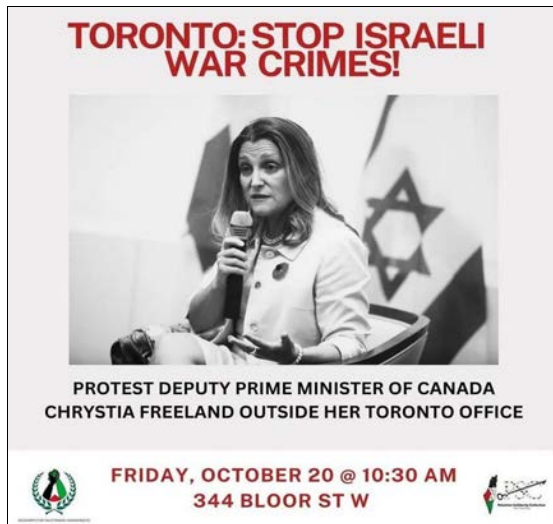 TORONTO: STOP ISRAELI
WAR CRIMES!
PROTEST DEPUTY PRIME MINISTER OF CANADA
CHRYSTIA FREELAND OUTSIDE HER TORONTO OFFICE
FRIDAY, OCTOBER 20 @ 10:30 AM
344 BLOOR ST W